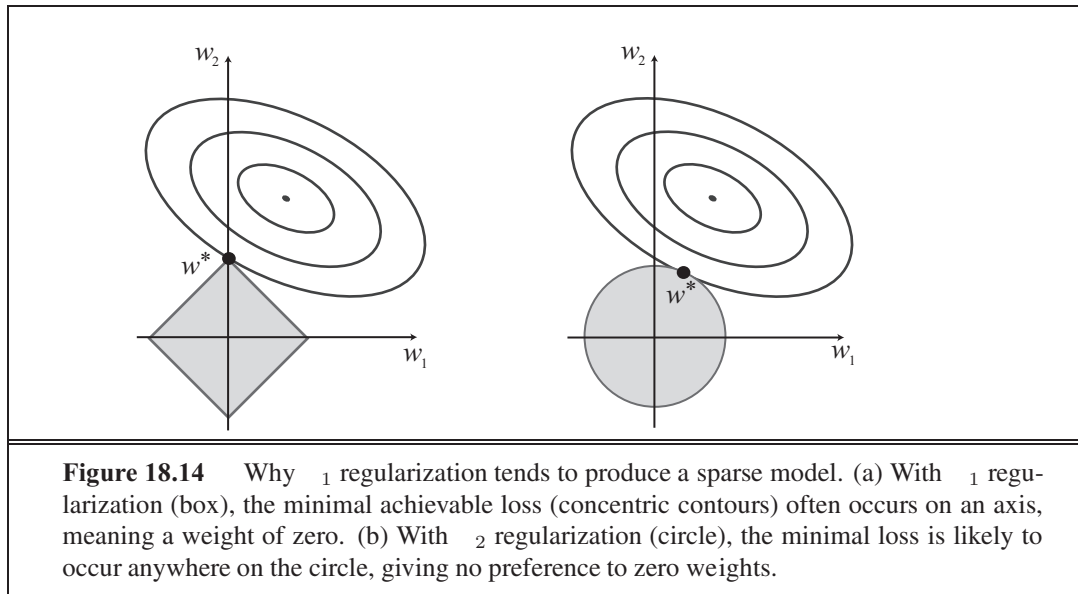 w2
w2
w*
w*
w1
w1
Figure 18.14 Why 1 regularization tends to produce a sparse model. (a) With 1 regu-
larization (box), the minimal achievable loss (concentric contours) often occurs on an axis,
meaning a weight of zero. (b) With 2 regularization (circle), the minimal loss is likely to
occur anywhere on the circle, giving no preference to zero weights.